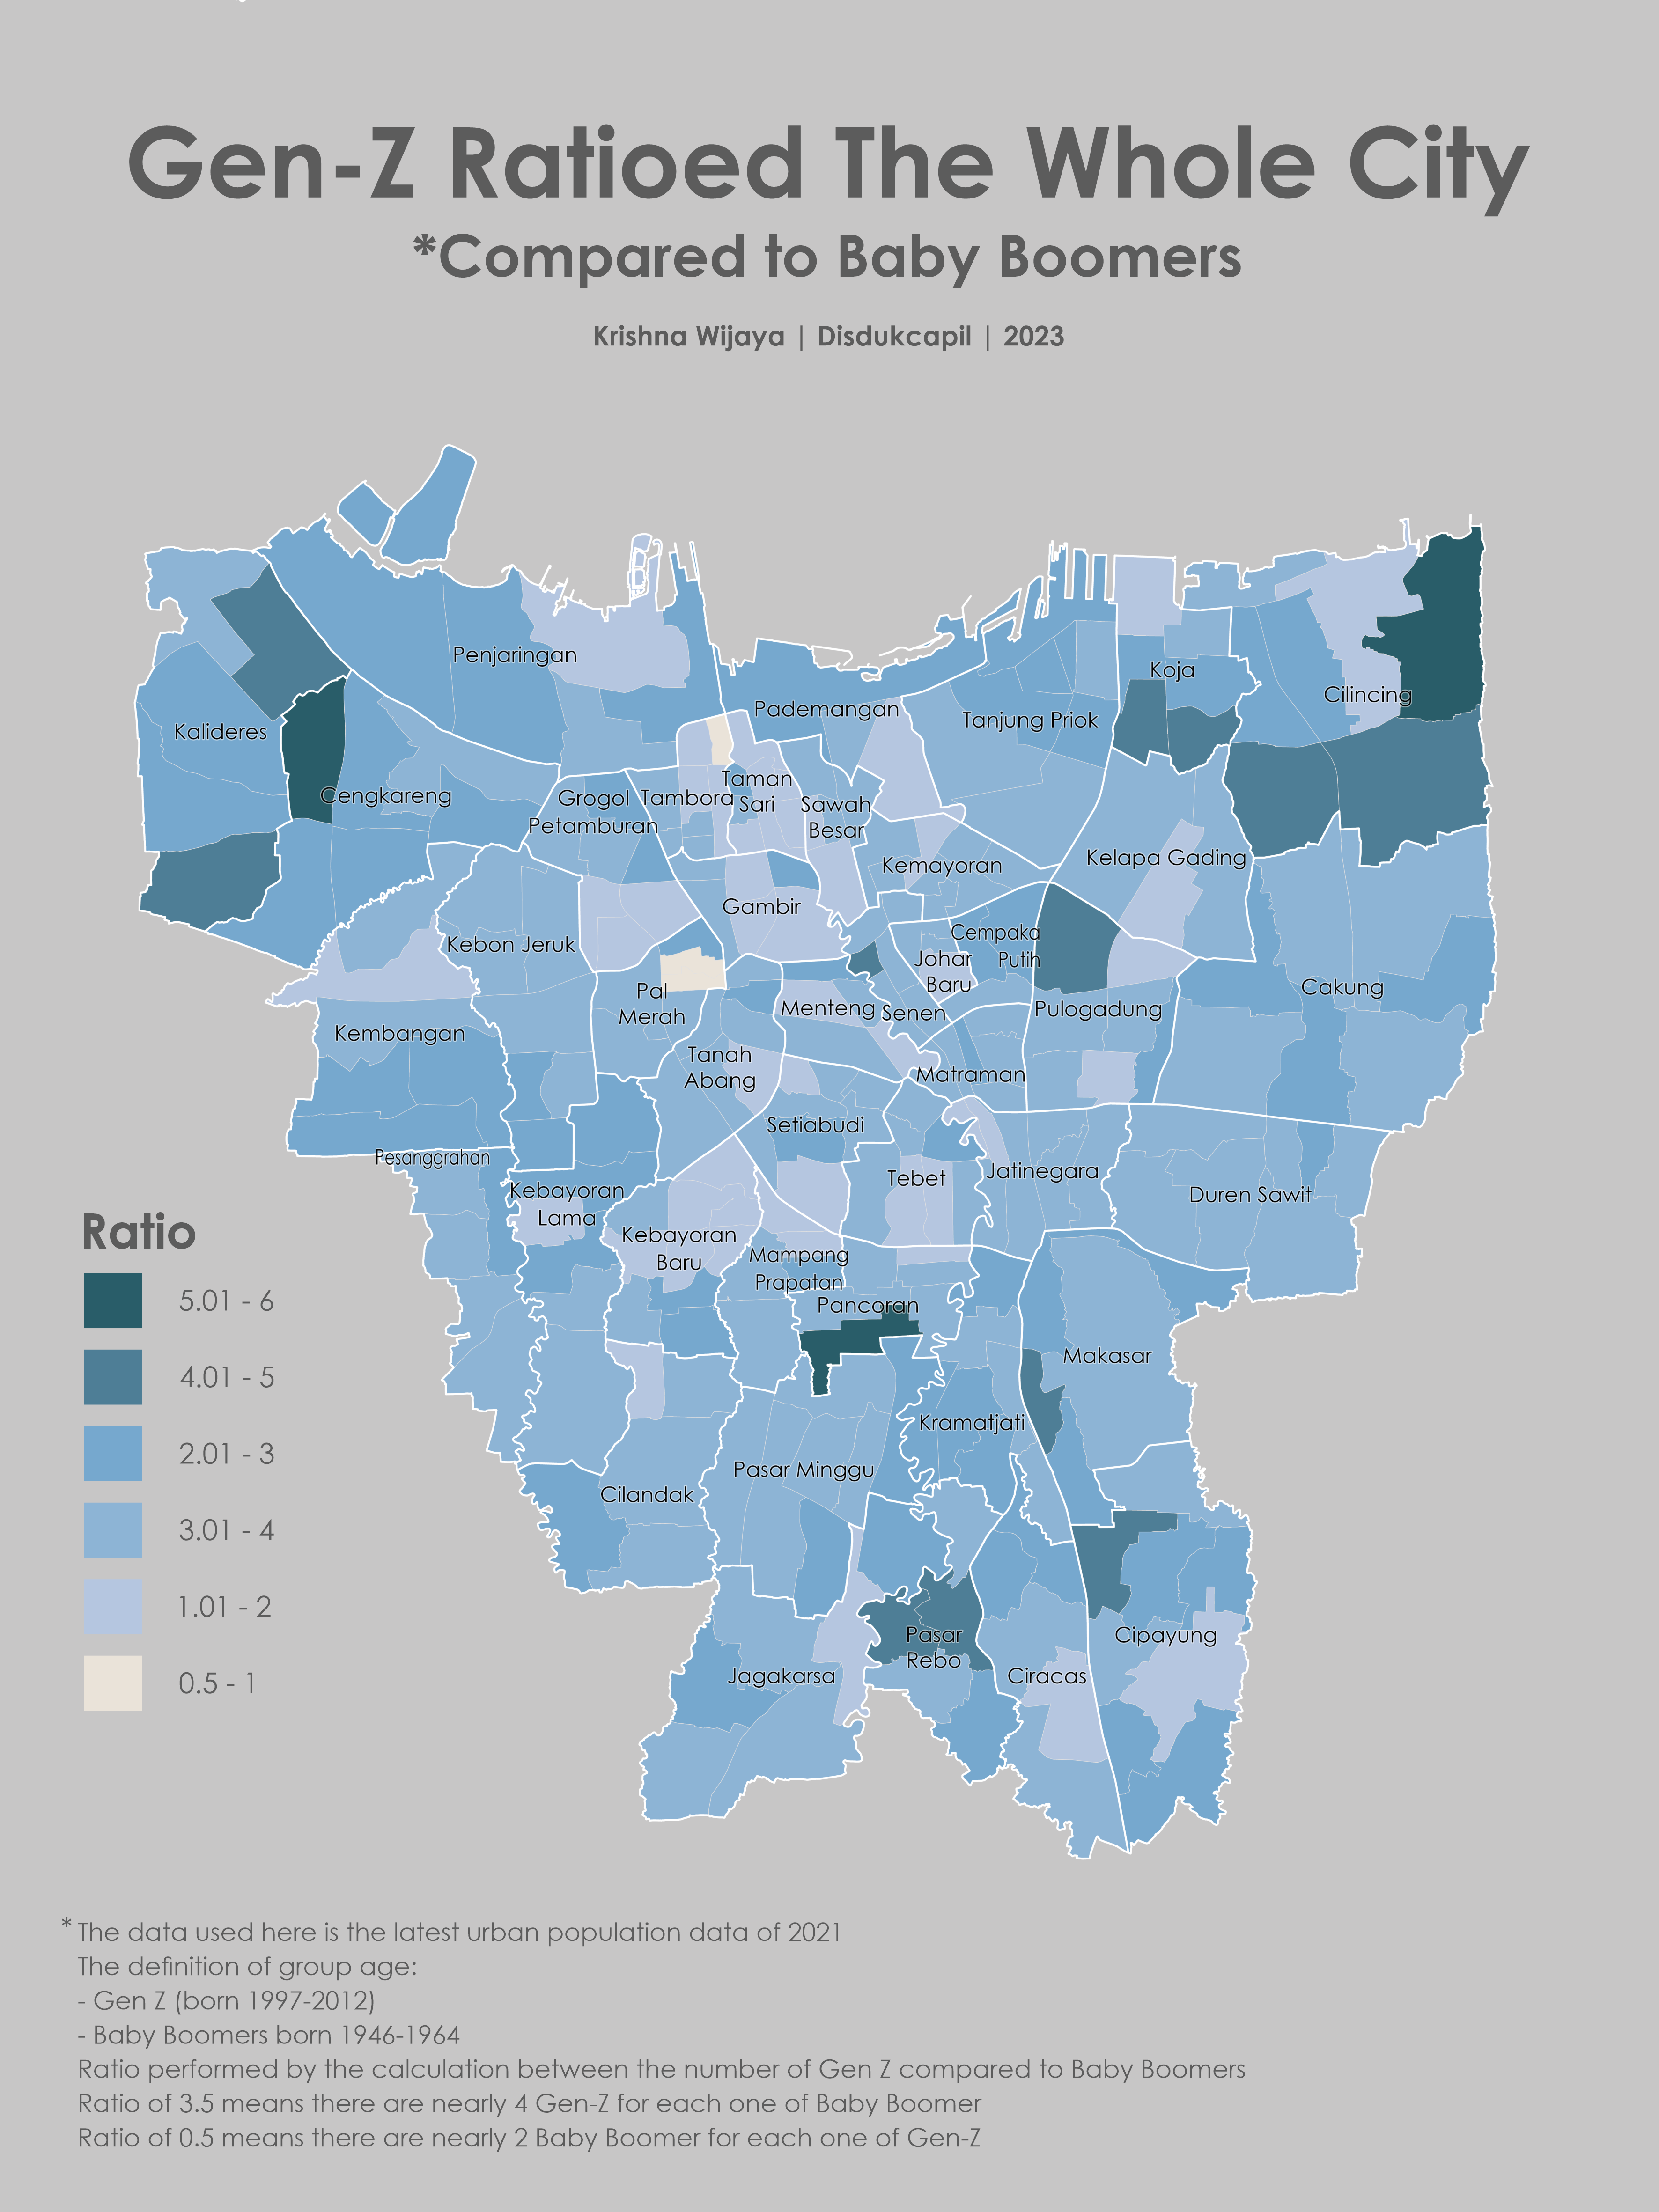 Gen-Z Ratioed The Whole City
*Compared to Baby Boomers
Krishna Wijaya | Disdukcapil | 2023
Penjaringan
Koja
Cilincing
Pademangan
Tanjung Priok
Kalideres
Cengkareng
Grogol
Petamburan
Tambora
Taman
Sari
Sawah
Besar
Kemayoran
Kelapa Gading
Gambir
Kebon Jeruk
Cempaka
Putih
Johar
Baru
Cakung
Pal
Merah
Menteng
Senen
Pulogadung
Kembangan
Tanah
Abang
Matraman
Setiabudi
Pesanggrahan
Tebet
Jatinegara
Duren Sawit
Kebayoran
Lama
Kebayoran
Baru
Mampang
Prapatan
Pancoran
Makasar
Kramatjati
Pasar Minggu
Cilandak
Pasar
Rebo
Cipayung
Jagakarsa
Ciracas
Ratio
5.01 - 6
4.01 - 5
2.01 - 3
3.01 - 4
1.01 - 2
0.5 - 1
* The data used here is the latest urban population data of 2021
The definition of group age:
- Gen Z (born 1997-2012)
- Baby Boomers born 1946-1964
Ratio performed by the calculation between the number of Gen Z compared to Baby Boomers
Ratio of 3.5 means there are nearly 4 Gen-Z for each one of Baby Boomer
Ratio of 0.5 means there are nearly 2 Baby Boomer for each one of Gen-Z